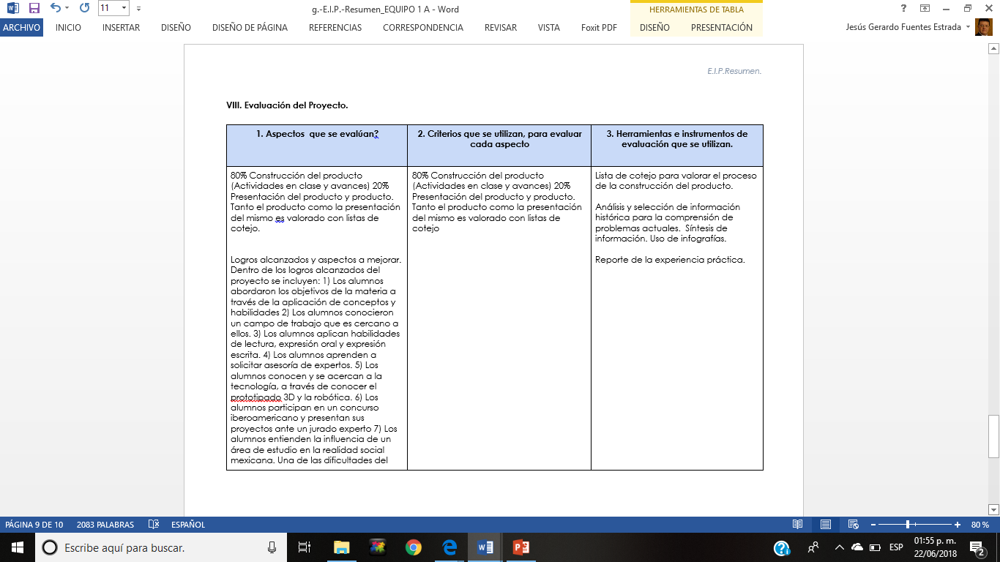 11
g.-E.I.P.-Resumen_EQUIPO 1 A - Word
HERRAMIENTAS DE TABLA
?
ARCHIVO
INICIO
INSERTAR
DISEÑO
DISEÑO DE PÁGINA
REFERENCIAS
CORRESPONDENCIA
REVISAR
VISTA
Foxit PDF
DISEÑO
PRESENTACIÓN
Jesús Gerardo Fuentes Estrada
E.I.P.Resumen.
VIII. Evaluación del Proyecto.
1. Aspectos  que se evalúan?
2. Criterios que se utilizan, para evaluar
cada aspecto
3. Herramientas e instrumentos de
evaluación que se utilizan.
80% Construcción del producto
(Actividades en clase y avances) 20%
Presentación del producto y producto.
Tanto el producto como la presentación
del mismo es valorado con listas de
cotejo.
Logros alcanzados y aspectos a mejorar.
Dentro de los logros alcanzados del
proyecto se incluyen: 1) Los alumnos
abordaron los objetivos de la materia a
través de la aplicación de conceptos y
habilidades 2) Los alumnos conocieron
un campo de trabajo que es cercano a
ellos. 3) Los alumnos aplican habilidades
de lectura, expresión oral y expresión
escrita. 4) Los alumnos aprenden a
solicitar asesoría de expertos. 5) Los
alumnos conocen y se acercan a la
tecnología, a través de conocer el
prototipado 3D y la robótica. 6) Los
alumnos participan en un concurso
iberoamericano y presentan sus
proyectos ante un jurado experto 7) Los
alumnos entienden la influencia de un
área de estudio en la realidad social
mexicana. Una de las dificultades del
80% Construcción del producto
(Actividades en clase y avances) 20%
Presentación del producto y producto.
Tanto el producto como la presentación
del mismo es valorado con listas de
cotejo
Lista de cotejo para valorar el proceso
de la construcción del producto.
Análisis y selección de información
histórica para la comprensión de
problemas actuales.  Síntesis de
información. Uso de infografías.
Reporte de la experiencia práctica.
PÁGINA 9 DE 10
2083 PALABRAS
ESPAÑOL
80 %
Escribe aquí para buscar.
ESP
01:55 p. m.
22/06/2018
2